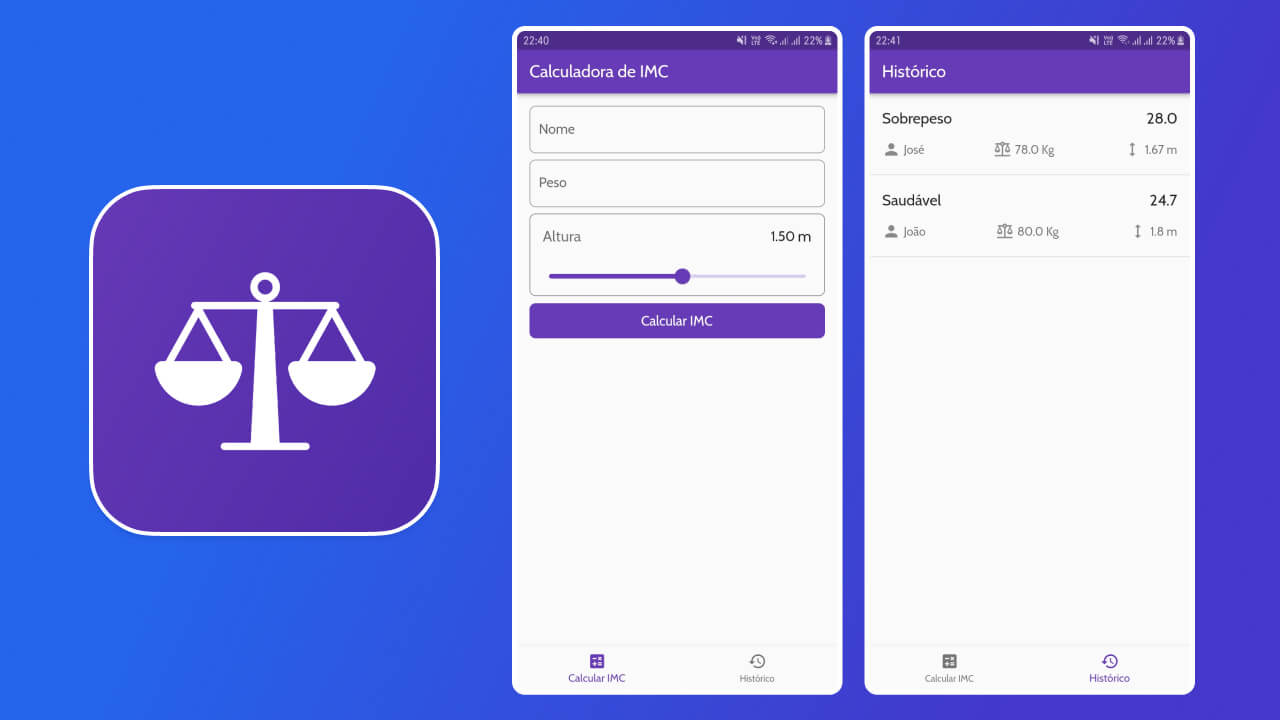 22:40 VoD LTE 22%
Calculadora de IMC
Nome
Peso
Altura 1.50 m
Calcular IMC
Calcular IMC Histórico
22:41 22%
Histórico
Sobrepeso 28.0
José 78.0 Kg 1.67 m
Saudável 24.7
João 80.0 Kg 1.8 m
Calcular IMC Histórico